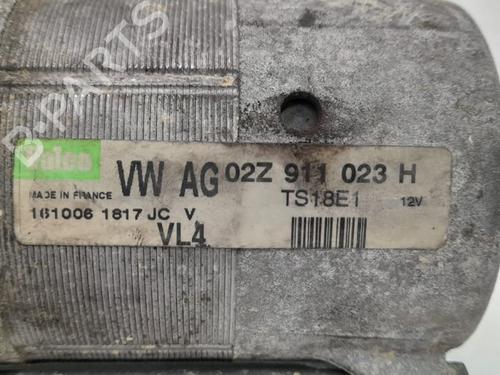 D-PARTS
Valeo
VW AG 02Z 911 023 H
MADE IN FRANCE
TS18E1
12V
161006 1817 JC V
VL4